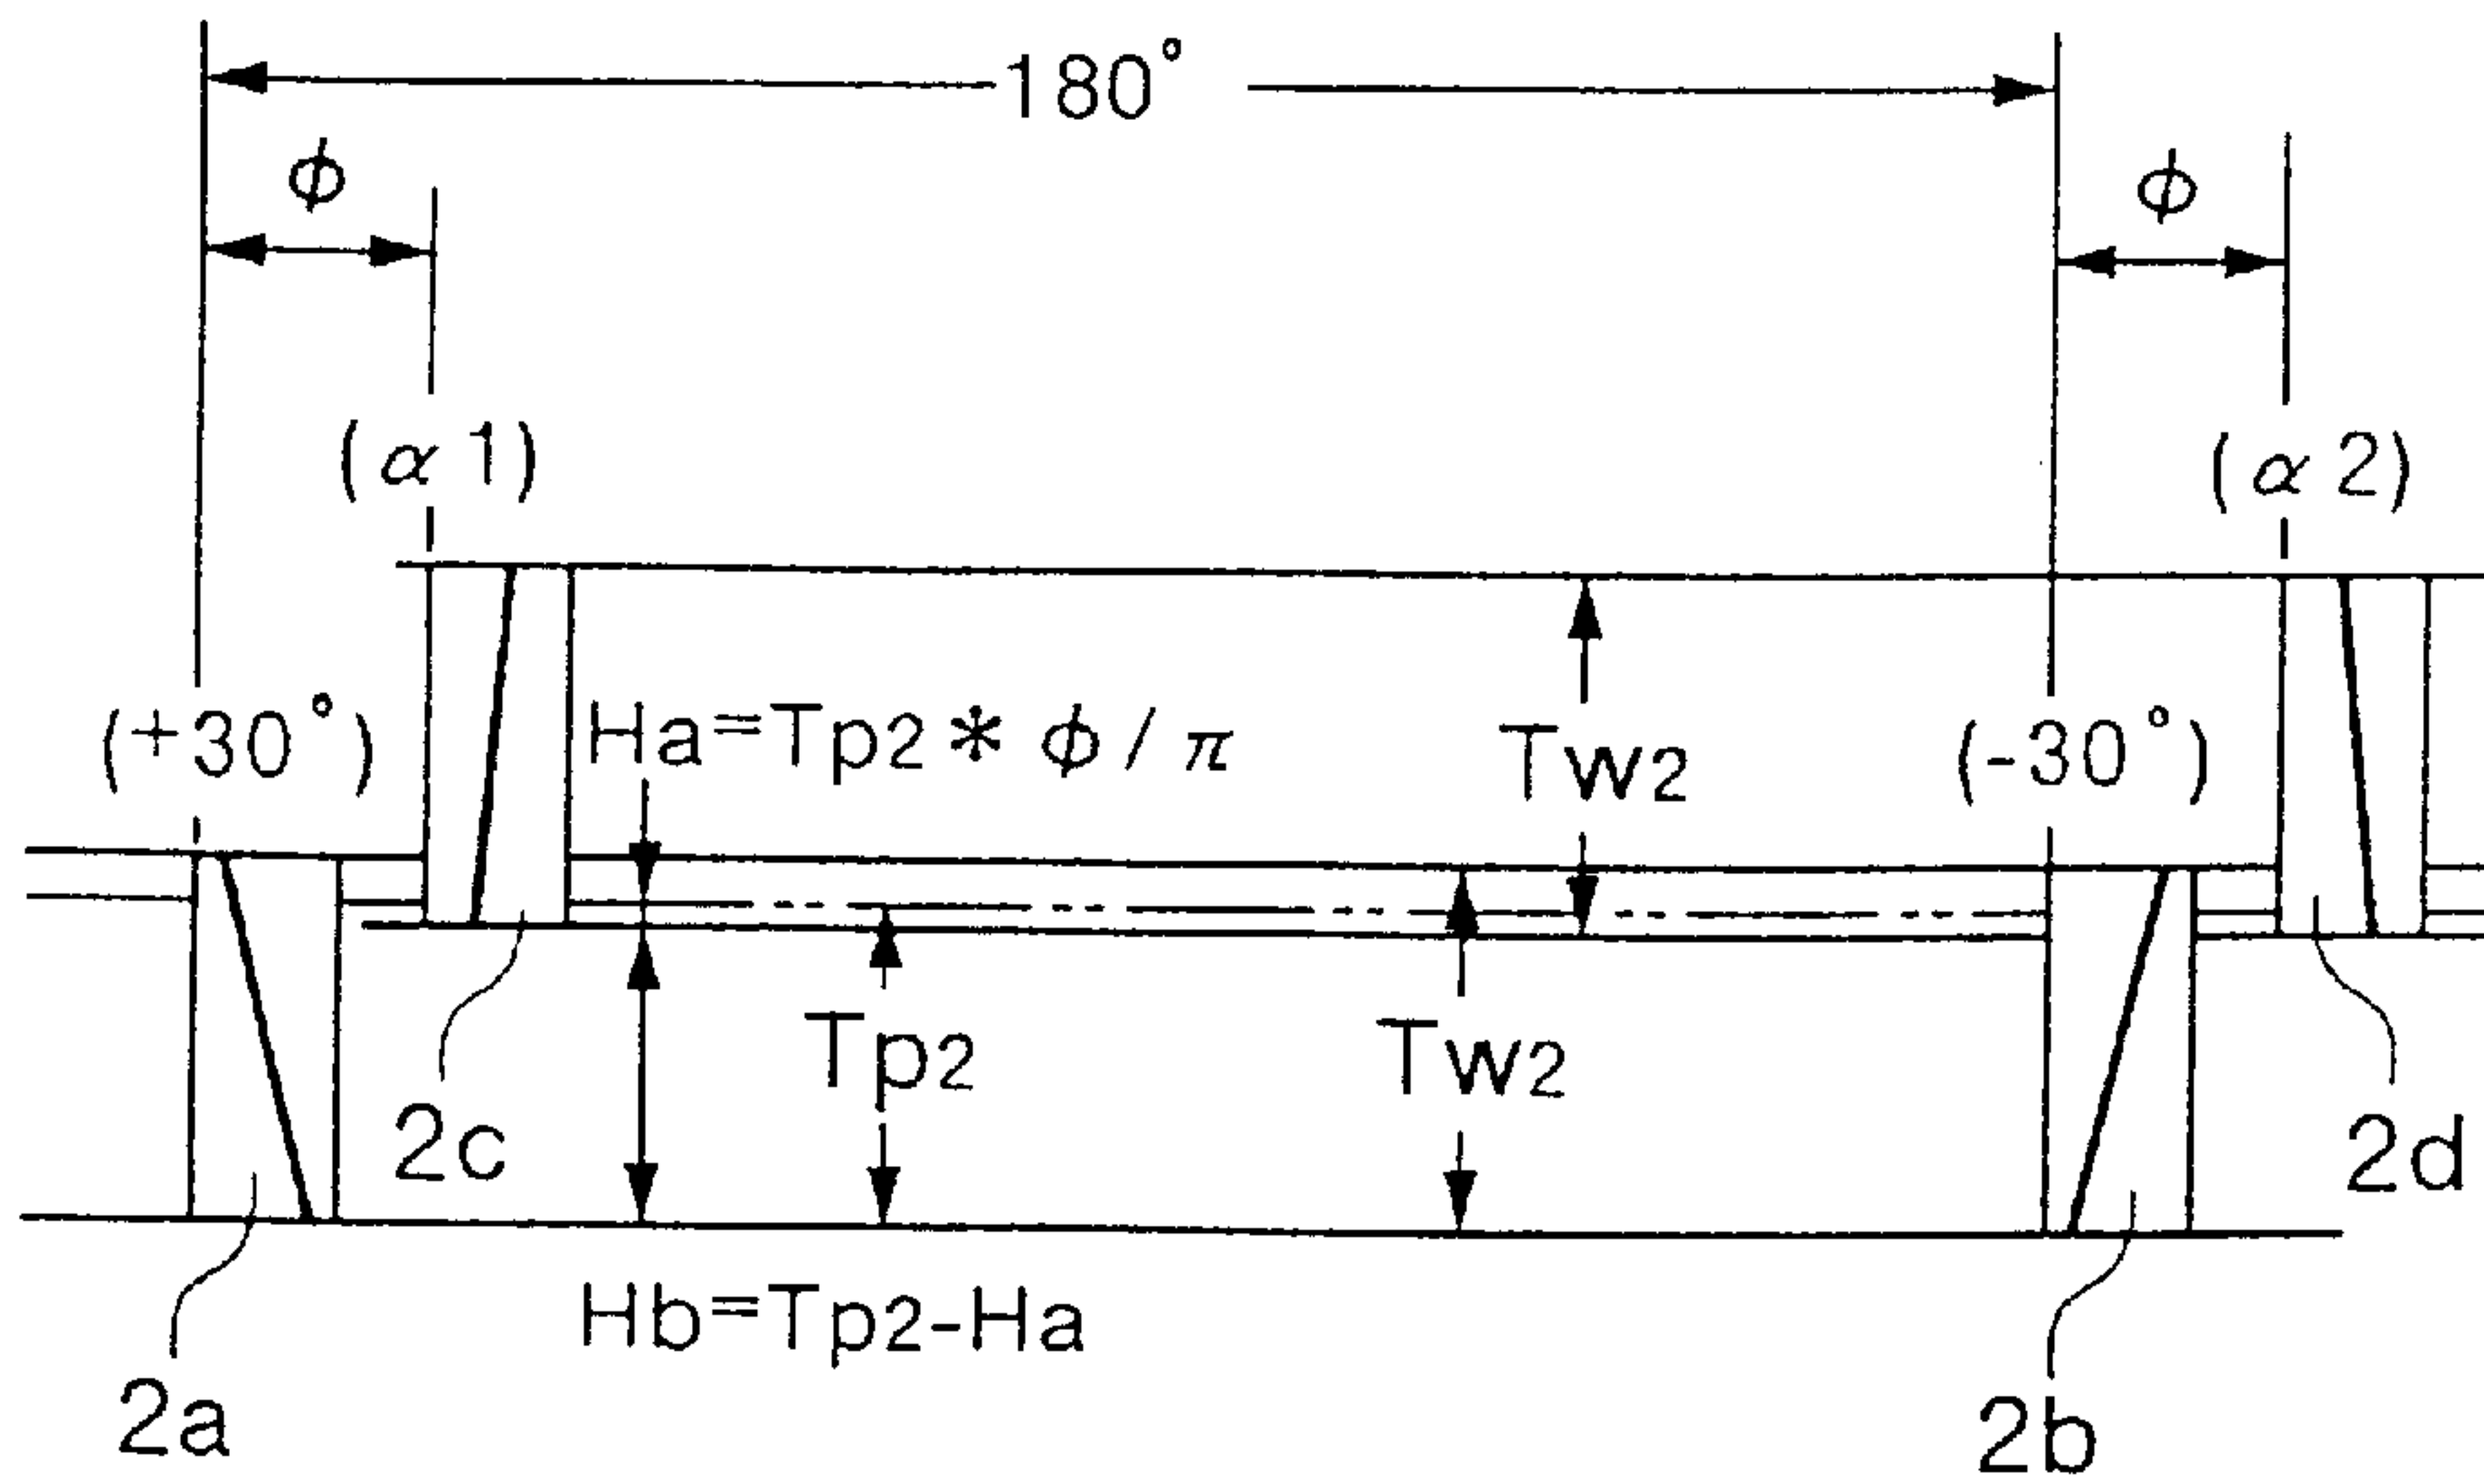 180°
ϕ ϕ
(α1) (α2)
(+30°) Ha=Tp2*ϕ/π Tw2 (-30°)
Tp2 Tw2
2c 2d
Hb=Tp2-Ha
2a 2b